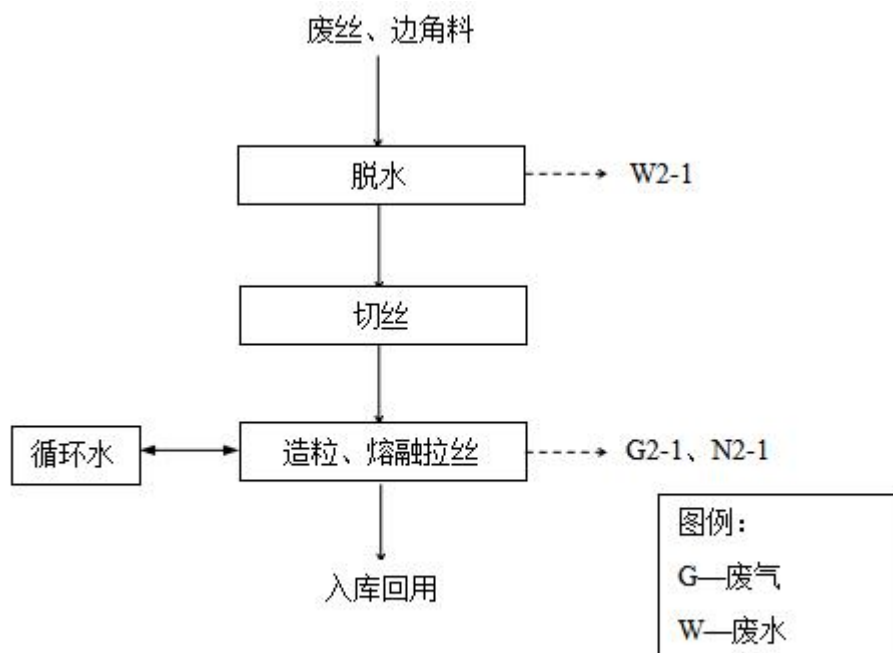 废丝、边角料
脱水
W2-1
切丝
循环水
造粒、熔融拉丝
G2-1、N2-1
入库回用
图例：
G—废气
W—废水